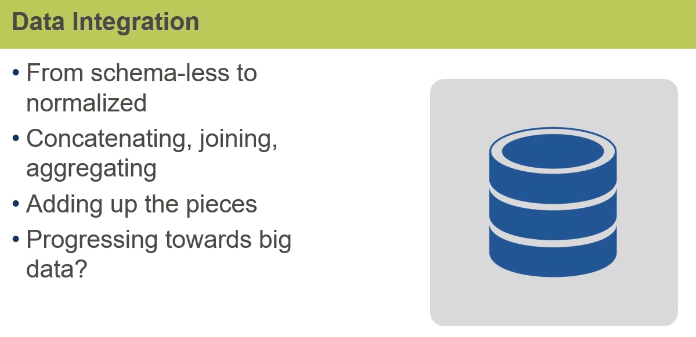 Data Integration
• From schema-less to
normalized
• Concatenating, joining,
aggregating
• Adding up the pieces
• Progressing towards big
data?